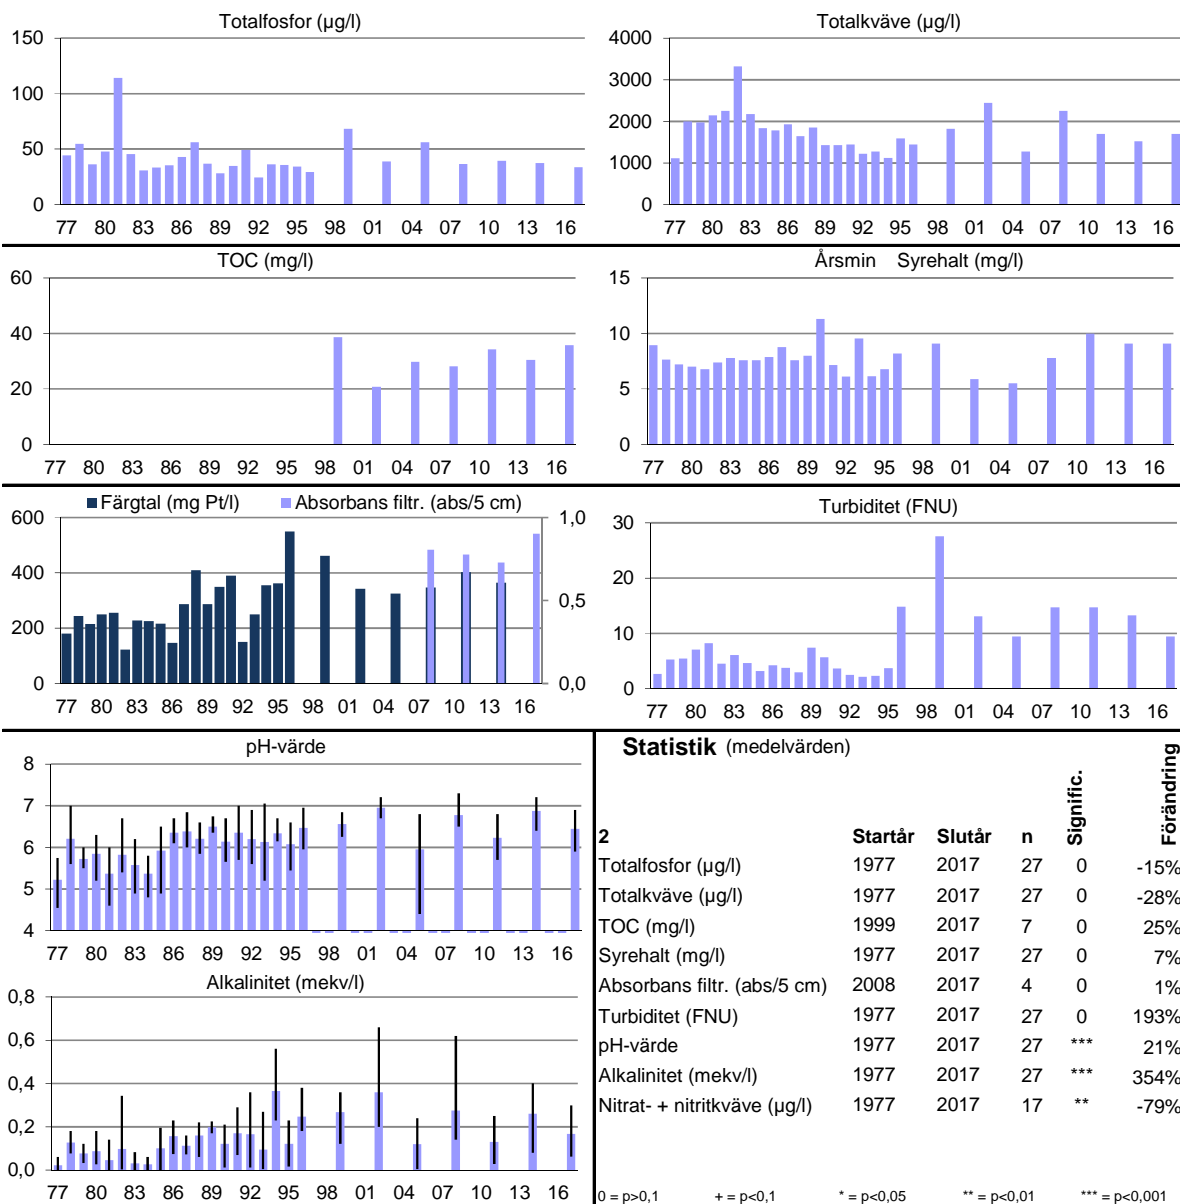 Totalfosfor (µg/l)
150
100
50
0
77 80 83 86 89 92 95 98 01 04 07 10 13 16
Totalkväve (µg/l)
4000
3000
2000
1000
0
77 80 83 86 89 92 95 98 01 04 07 10 13 16
TOC (mg/l)
60
40
20
0
77 80 83 86 89 92 95 98 01 04 07 10 13 16
Årsmin Syrehalt (mg/l)
15
10
5
0
77 80 83 86 89 92 95 98 01 04 07 10 13 16
Färgtal (mg Pt/l) Absorbans filtr. (abs/5 cm)
600
400
200
0
1,0
0,5
0,0
77 80 83 86 89 92 95 98 01 04 07 10 13 16
Turbiditet (FNU)
30
20
10
0
77 80 83 86 89 92 95 98 01 04 07 10 13 16
pH-värde
8
7
6
5
4
77 80 83 86 89 92 95 98 01 04 07 10 13 16
Alkalinitet (mekv/l)
0,8
0,6
0,4
0,2
0,0
77 80 83 86 89 92 95 98 01 04 07 10 13 16
Statistik (medelvärden)
2 Startår Slutår n Signific. Förändring
Totalfosfor (µg/l) 1977 2017 27 0 -15%
Totalkväve (µg/l) 1977 2017 27 0 -28%
TOC (mg/l) 1999 2017 7 0 25%
Syrehalt (mg/l) 1977 2017 27 0 7%
Absorbans filtr. (abs/5 cm) 2008 2017 4 0 1%
Turbiditet (FNU) 1977 2017 27 0 193%
pH-värde 1977 2017 27 *** 21%
Alkalinitet (mekv/l) 1977 2017 27 *** 354%
Nitrat- + nitritkväve (µg/l) 1977 2017 17 ** -79%
0 = p>0,1 + = p<0,1 * = p<0,05 ** = p<0,01 *** = p<0,001